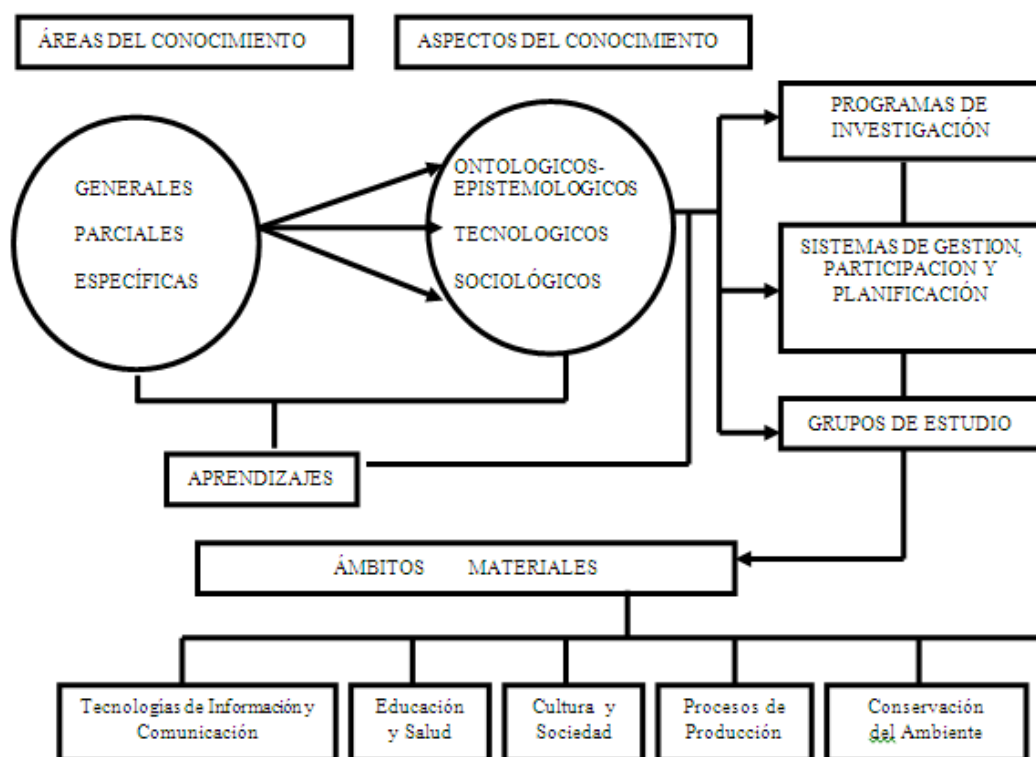 ÁREAS DEL CONOCIMIENTO
ASPECTOS DEL CONOCIMIENTO
GENERALES
PARCIALES
ESPECÍFICAS
ONTOLOGICOS-
EPISTEMOLOGICOS
TECNOLOGICOS
SOCIOLÓGICOS
PROGRAMAS DE
INVESTIGACIÓN
SISTEMAS DE GESTION,
PARTICIPACION Y
PLANIFICACIÓN
GRUPOS DE ESTUDIO
APRENDIZAJES
ÁMBITOS MATERIALES
Tecnologías de Información y
Comunicación
Educación
y Salud
Cultura y
Sociedad
Procesos de
Producción
Conservación
del Ambiente